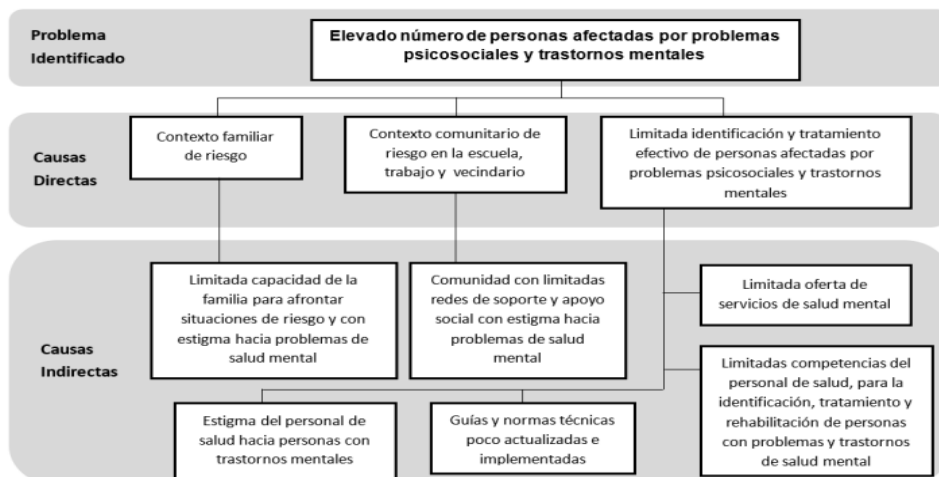 Problema
Identificado
Elevado número de personas afectadas por problemas
psicosociales y trastornos mentales
Causas
Directas
Contexto familiar
de riesgo
Contexto comunitario de
riesgo en la escuela,
trabajo y vecindario
Limitada identificación y tratamiento
efectivo de personas afectadas por
problemas psicosociales y trastornos
mentales
Causas
Indirectas
Limitada capacidad de la
familia para afrontar
situaciones de riesgo y con
estigma hacia problemas de
salud mental
Comunidad con limitadas
redes de soporte y apoyo
social con estigma hacia
problemas de salud
mental
Limitada oferta de
servicios de salud mental
Estigma del personal de
salud hacia personas con
trastornos mentales
Guías y normas técnicas
poco actualizadas e
implementadas
Limitadas competencias del
personal de salud, para la
identificación, tratamiento y
rehabilitación de personas
con problemas y trastornos
de salud mental